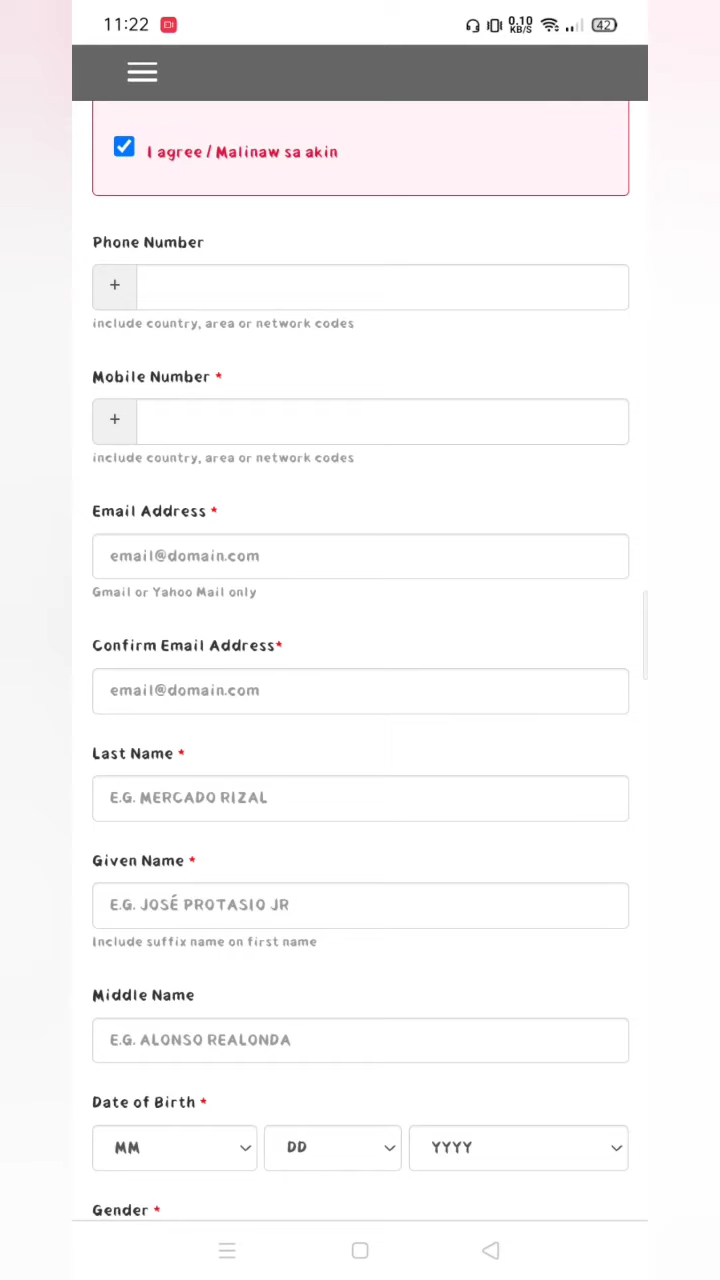 11:22
0.10
KB/S
42
I agree / Malinaw sa akin
Phone Number
+
include country, area or network codes
Mobile Number *
+
include country, area or network codes
Email Address *
email@domain.com
Gmail or Yahoo Mail only
Confirm Email Address*
email@domain.com
Last Name *
E.G. MERCADO RIZAL
Given Name *
E.G. JOSÉ PROTASIO JR
Include suffix name on first name
Middle Name
E.G. ALONSO REALONDA
Date of Birth *
MM DD YYYY
Gender *